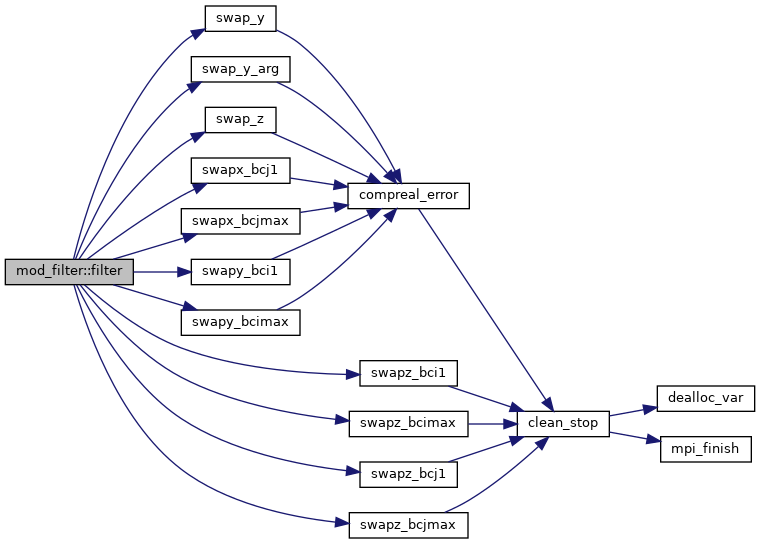 swap_y
swap_y_arg
swap_z
swapx_bcj1
compreal_error
swapx_bcjmax
mod_filter::filter
swapy_bci1
swapy_bcimax
swapz_bci1
dealloc_var
swapz_bcimax
clean_stop
mpi_finish
swapz_bcj1
swapz_bcjmax